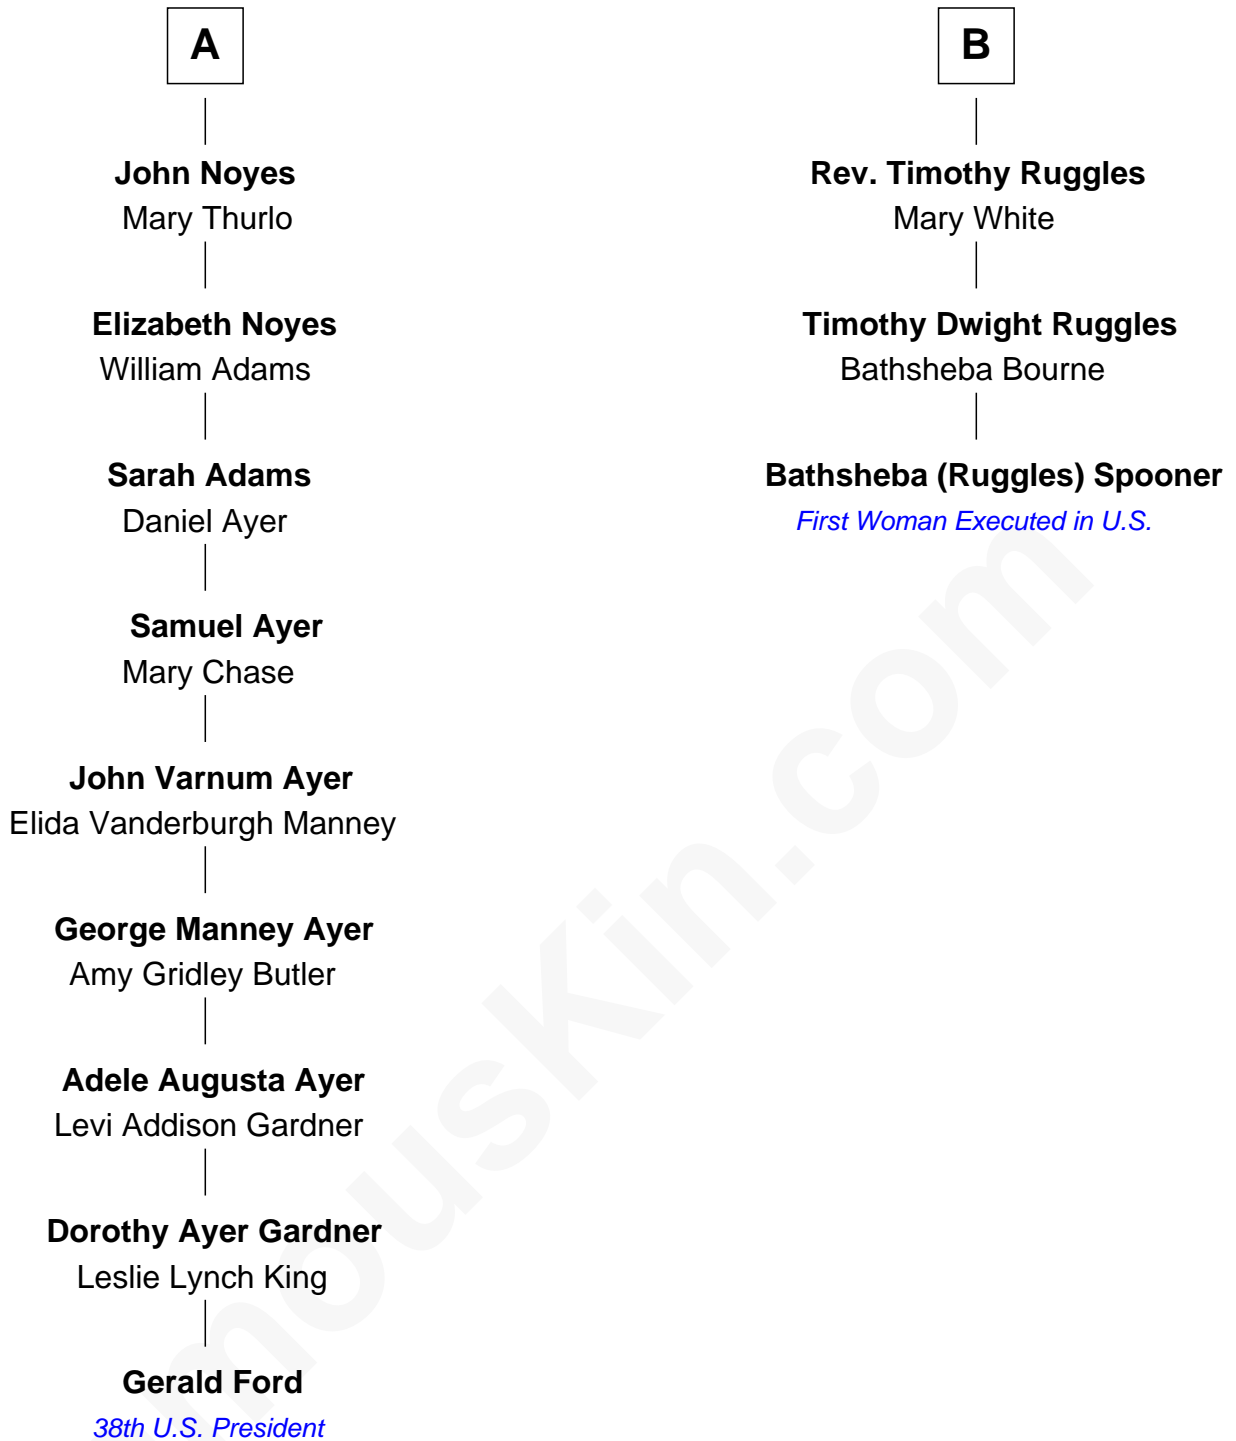 A
John Noyes
Mary Thurlo
Elizabeth Noyes
William Adams
Sarah Adams
Daniel Ayer
Samuel Ayer
Mary Chase
John Varnum Ayer
Elida Vanderburgh Manney
George Manney Ayer
Amy Gridley Butler
Adele Augusta Ayer
Levi Addison Gardner
Dorothy Ayer Gardner
Leslie Lynch King
Gerald Ford
38th U.S. President
B
Rev. Timothy Ruggles
Mary White
Timothy Dwight Ruggles
Bathsheba Bourne
Bathsheba (Ruggles) Spooner
First Woman Executed in U.S.
mousKin.com